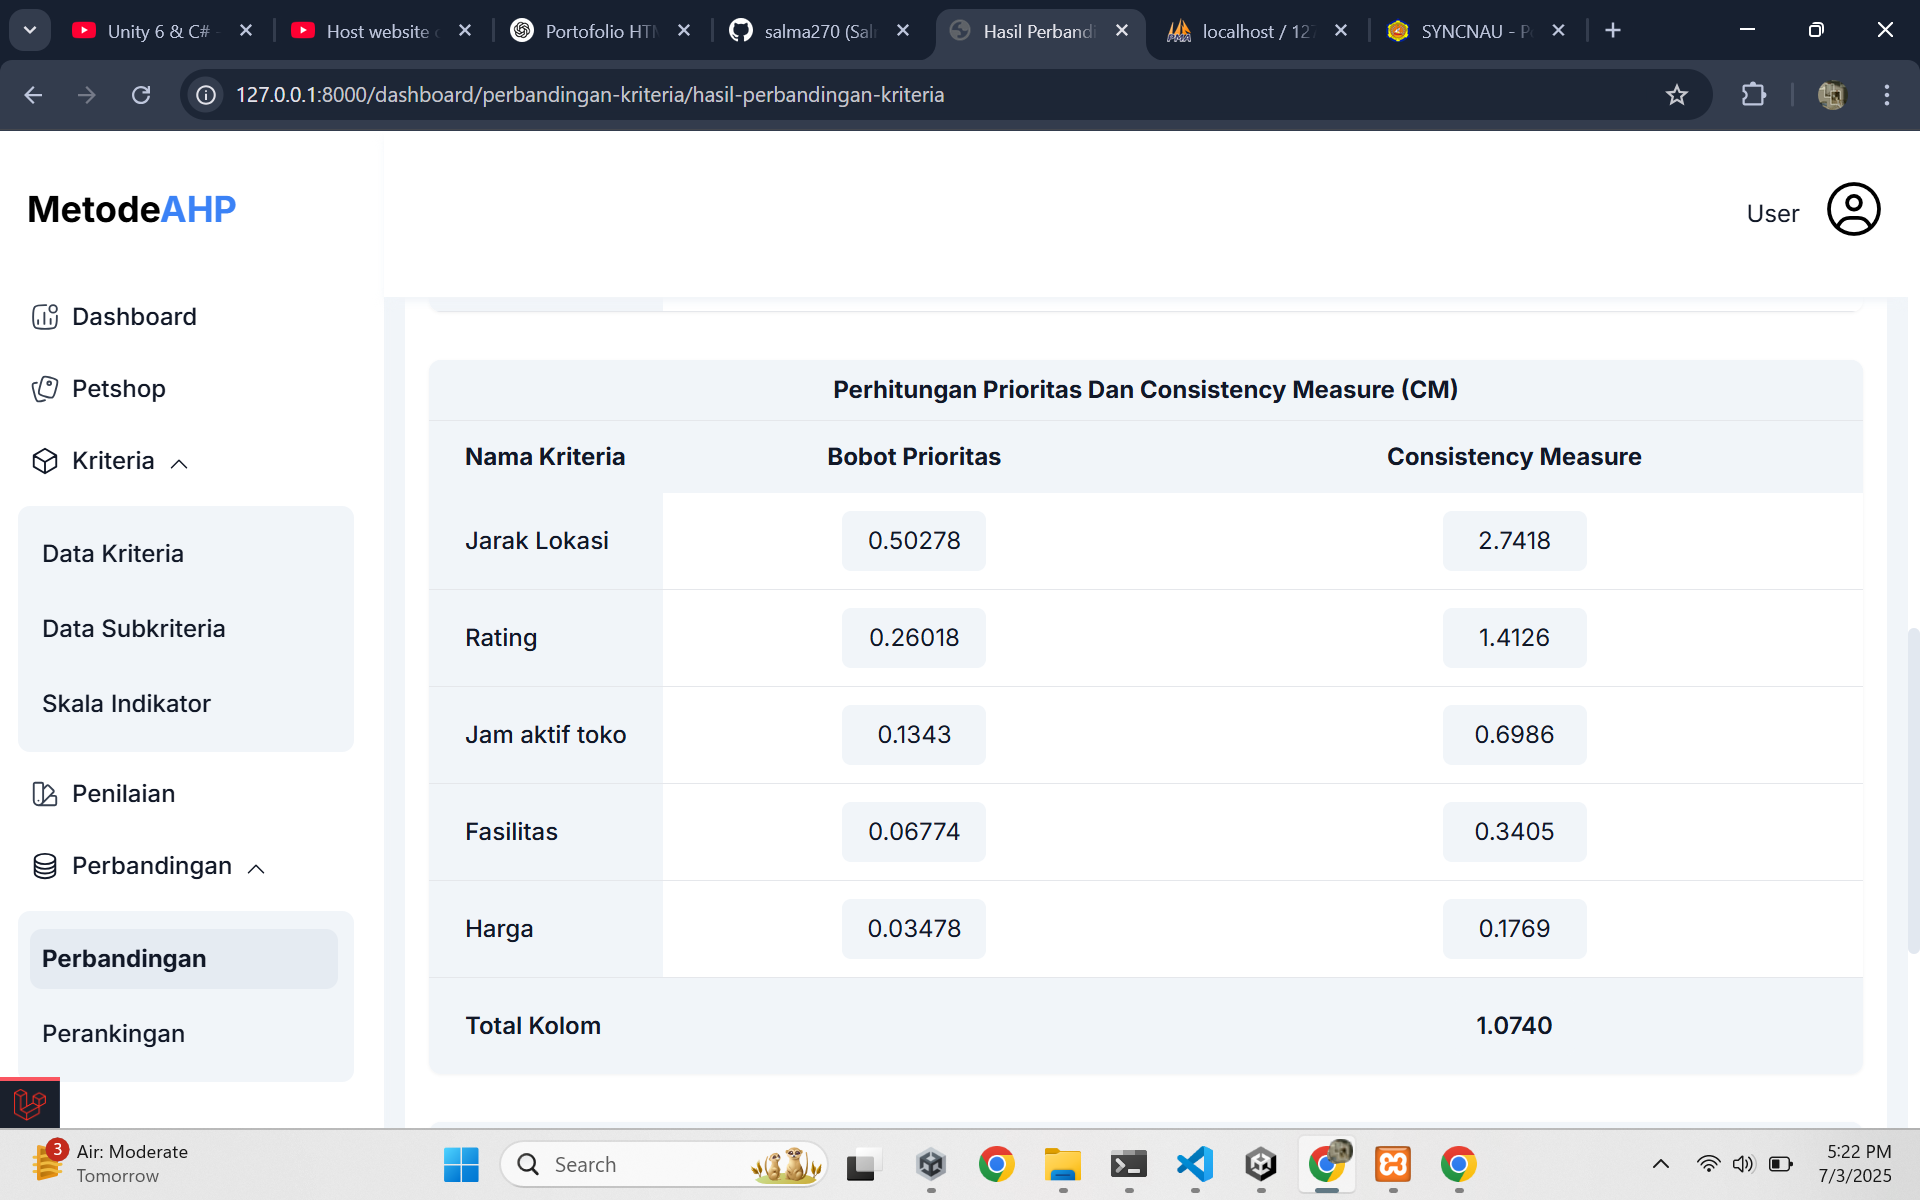 Unity 6 & C#
Host website
Portofolio HTM
salma270 (Sal
Hasil Perbandi
localhost / 127
SYNCNAU - P
127.0.0.1:8000/dashboard/perbandingan-kriteria/hasil-perbandingan-kriteria
MetodeAHP
User
Dashboard
Petshop
Kriteria
Data Kriteria
Data Subkriteria
Skala Indikator
Penilaian
Perbandingan
Perbandingan
Perankingan
Perhitungan Prioritas Dan Consistency Measure (CM)
Nama Kriteria Bobot Prioritas Consistency Measure
Jarak Lokasi 0.50278 2.7418
Rating 0.26018 1.4126
Jam aktif toko 0.1343 0.6986
Fasilitas 0.06774 0.3405
Harga 0.03478 0.1769
Total Kolom 1.0740
3
Air: Moderate
Tomorrow
Search
5:22 PM
7/3/2025